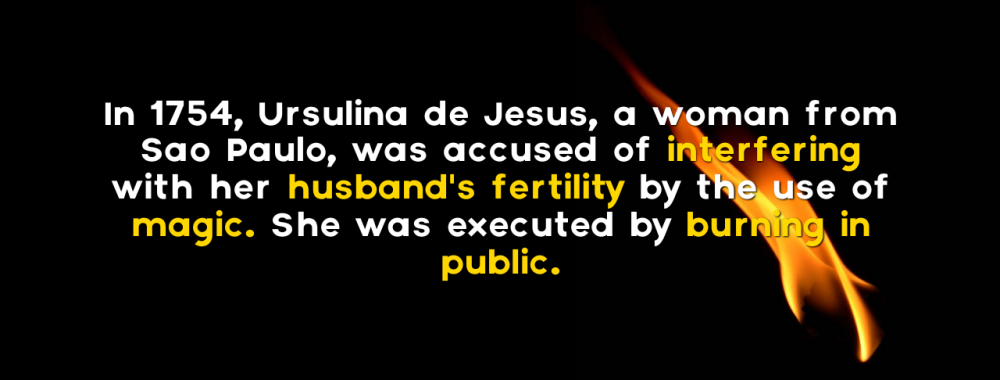 In 1754, Ursulina de Jesus, a woman from
Sao Paulo, was accused of interfering
with her husband's fertility by the use of
magic. She was executed by burning in
public.